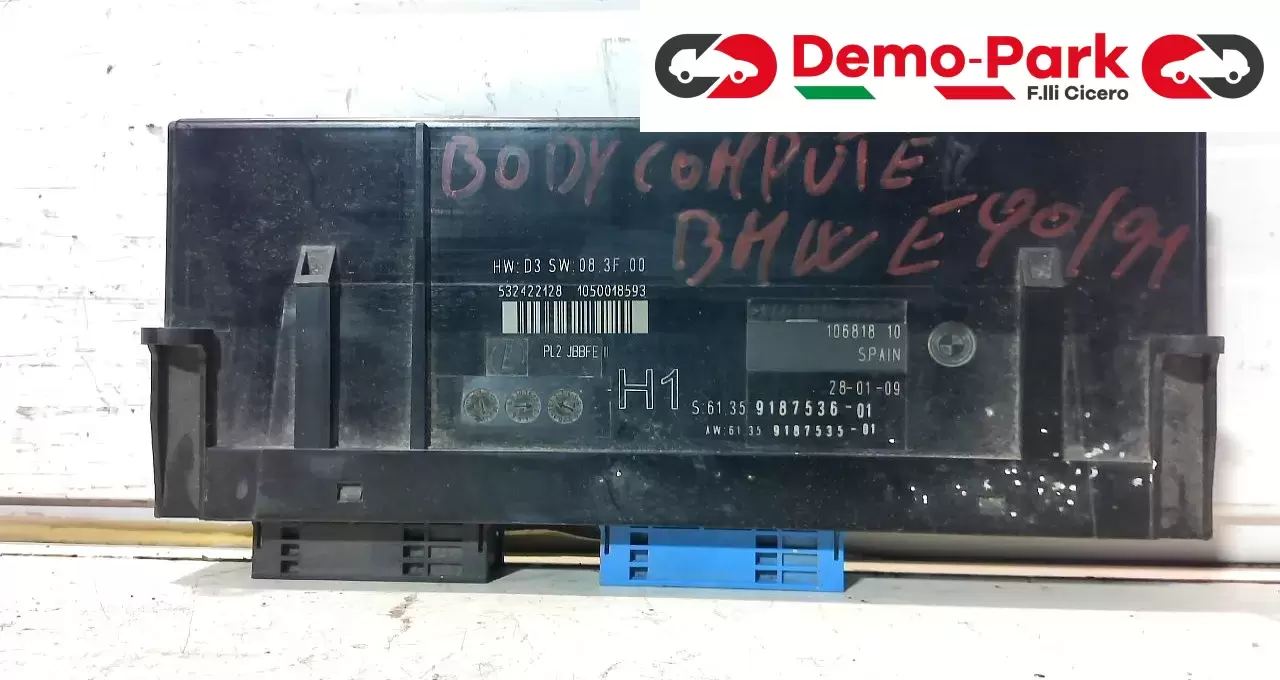 Demo-Park
F.lli Cicero
BODY COMPUTER
BMW E90/91
HW:D3 SW:08.3F.00
532422128 1050018593
PL2 JBBFE II
106818 10
SPAIN
H1
28-01-09
S:61.35 9187536-01
AW:61 35 9187535-01